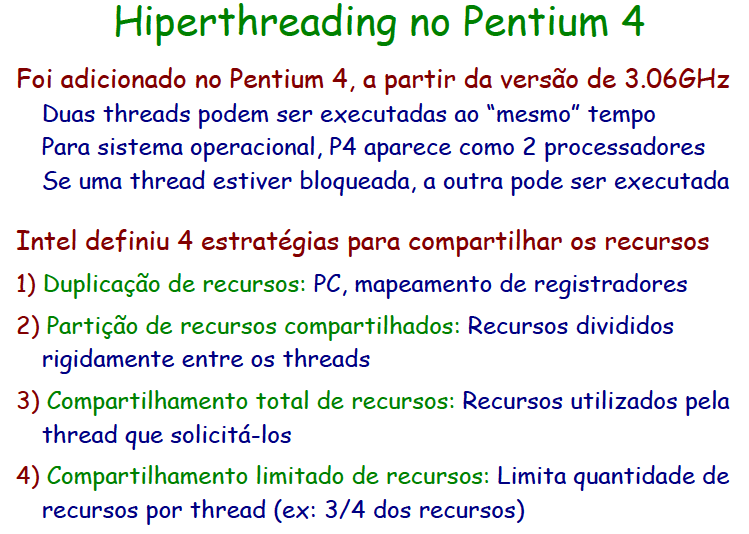 Hiperthreading no Pentium 4
Foi adicionado no Pentium 4, a partir da versão de 3.06GHz
Duas threads podem ser executadas ao “mesmo” tempo
Para sistema operacional, P4 aparece como 2 processadores
Se uma thread estiver bloqueada, a outra pode ser executada
Intel definiu 4 estratégias para compartilhar os recursos
1) Duplicação de recursos: PC, mapeamento de registradores
2) Partição de recursos compartilhados: Recursos divididos
rigidamente entre os threads
3) Compartilhamento total de recursos: Recursos utilizados pela
thread que solicitá-los
4) Compartilhamento limitado de recursos: Limita quantidade de
recursos por thread (ex: 3/4 dos recursos)